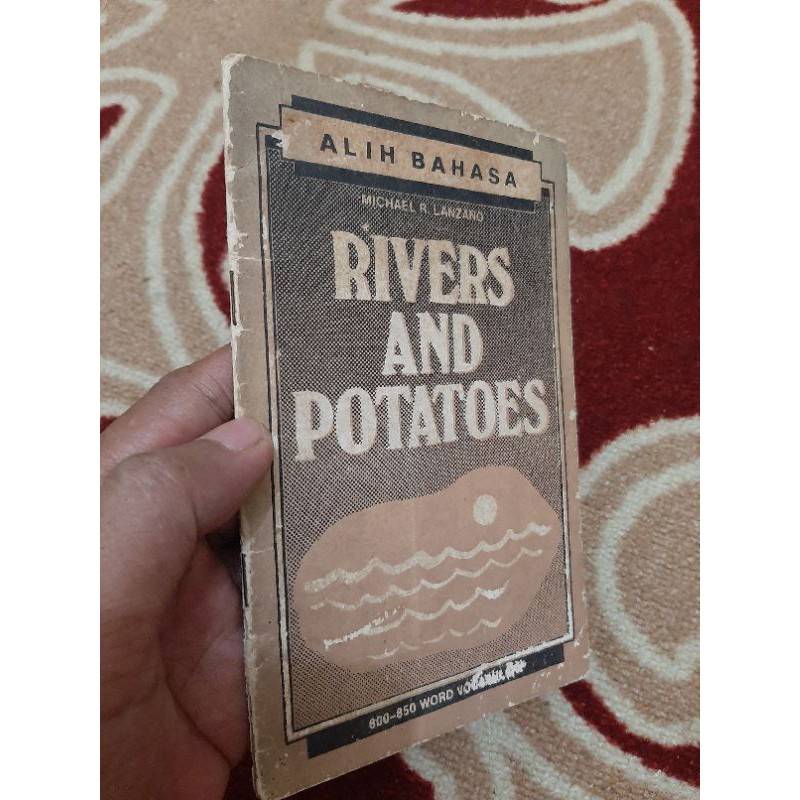 ALIH BAHASA
MICHAEL R. LANZANO
RIVERS
AND
POTATOES
600-850 WORD